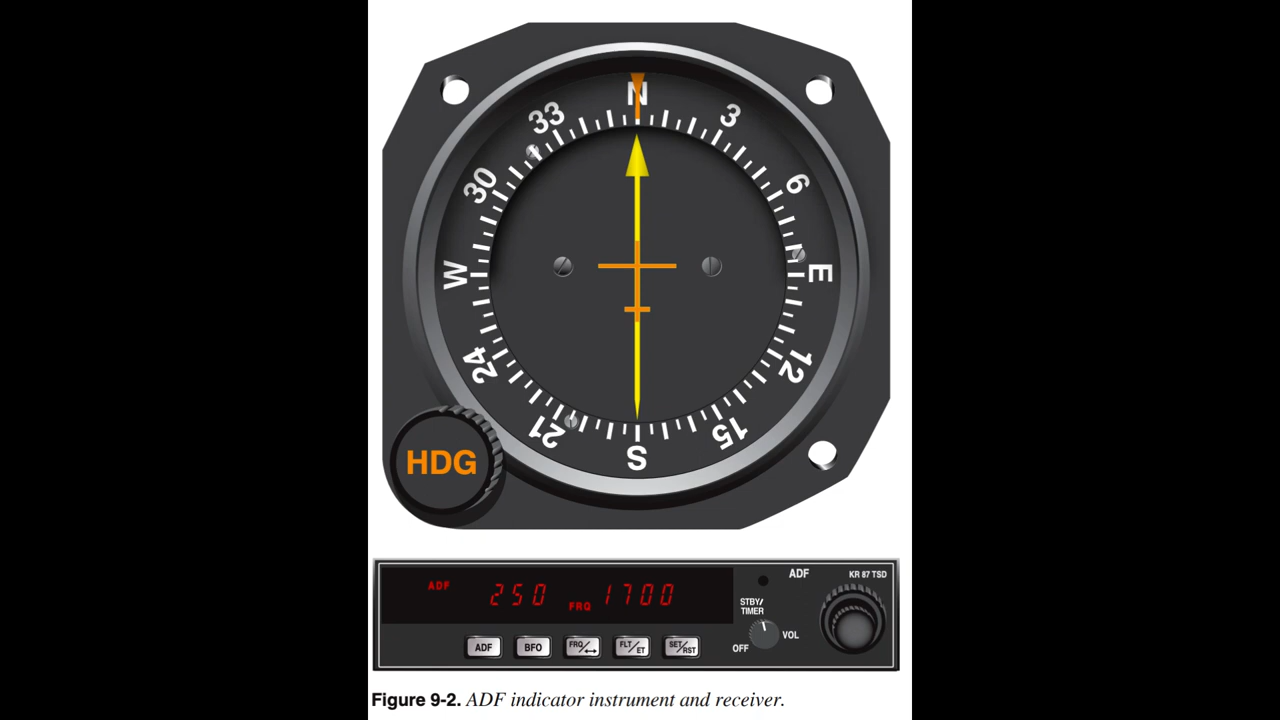 N
33
3
30
6
W
E
24
12
21
15
S
HDG
ADF
KR 87 TSD
ADF
250
FRQ
1700
STBY/
TIMER
VOL
OFF
ADF
BFO
FRQ/↔
FLT/ET
SET/RST
Figure 9-2. ADF indicator instrument and receiver.